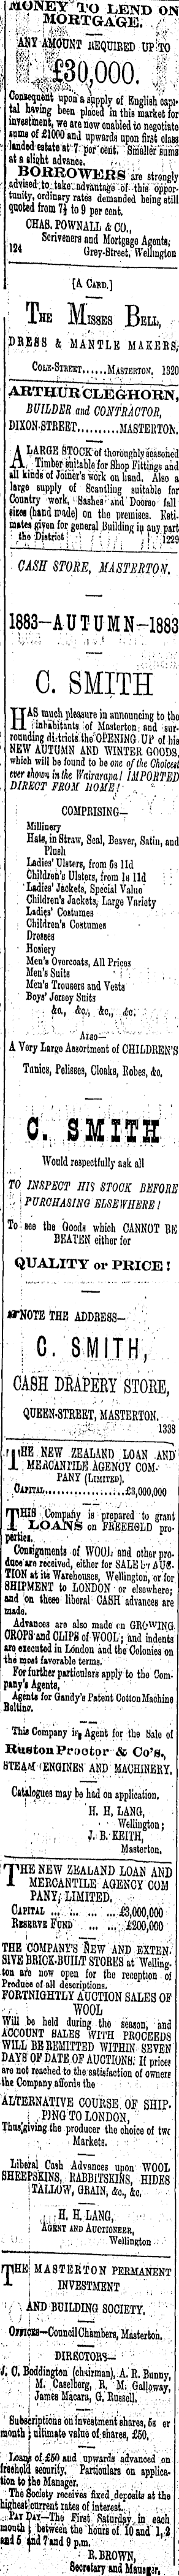 MONEY TO LEND ON
MORTGAGE.
ANY AMOUNT REQUIRED UP TO
£30,000.
Consequent upon a supply of English capi-
tal having been placed in this market for
investment, we are now enabled to negotiate
sums of £1000 and upwards upon first class
landed estate at 7 per cent. Smaller sums
at a slight advance.
BORROWERS are strongly
advised to take advantage of this oppor-
tunity, ordinary rates demanded being still
quoted from 7½ to 9 per cent.
CHAS. POWNALL & CO.,
Scriveners and Mortgage Agents,
124 Grey-Street, Wellington
[A CARD.]
THE MISSES BELL,
DRESS & MANTLE MAKERS,
COLE-STREET......MASTERTON. 1320
ARTHUR CLEGHORN,
BUILDER and CONTRACTOR,
DIXON-STREET..........MASTERTON.
A LARGE STOCK of thoroughly seasoned
Timber suitable for Shop Fittings and
all kinds of Joiner's work on hand. Also a
large supply of Scantling suitable for
Country work, Sashes and Doors of all
sizes (hand made) on the premises. Esti-
mates given for general Building in any part
of the District 1229
CASH STORE, MASTERTON.
1883—AUTUMN—1883
C. SMITH
HAS much pleasure in announcing to the
inhabitants of Masterton and sur-
rounding districts the OPENING UP of his
NEW AUTUMN AND WINTER GOODS,
which will be found to be one of the Choicest
ever shown in the Wairarapa! IMPORTED
DIRECT FROM HOME!
COMPRISING—
Millinery
Hats, in Straw, Seal, Beaver, Satin, and
Plush
Ladies' Ulsters, from 6s 11d
Children's Ulsters, from 1s 11d
Ladies' Jackets, Special Value
Children's Jackets, Large Variety
Ladies' Costumes
Children's Costumes
Dresses
Hosiery
Men's Overcoats, All Prices
Men's Suits
Men's Trousers and Vests
Boys' Jersey Suits
&c., &c., &c., &c.
ALSO—
A Very Large Assortment of CHILDREN'S
Tunics, Pelisses, Cloaks, Robes, &c.
C. SMITH
Would respectfully ask all
TO INSPECT HIS STOCK BEFORE
PURCHASING ELSEWHERE!
To see the Goods which CANNOT BE
BEATEN either for
QUALITY or PRICE!
☞NOTE THE ADDRESS—
C. SMITH,
CASH DRAPERY STORE,
QUEEN-STREET, MASTERTON.
1338
THE NEW ZEALAND LOAN AND
MERCANTILE AGENCY COM-
PANY (LIMITED).
CAPITAL....................£3,000,000
THIS Company is prepared to grant
LOANS on FREEHOLD pro-
perties.
Consignments of WOOL and other pro-
duce are received, either for SALE by AUC-
TION at its Warehouses, Wellington, or for
SHIPMENT to LONDON or elsewhere;
and on these liberal CASH advances are
made.
Advances are also made on GROWING
CROPS and CLIPS of WOOL; and indents
are executed in London and the Colonies on
the most favorable terms.
For further particulars apply to the Com-
pany's Agents,
Agents for Gandy's Patent Cotton Machine
Belting.
This Company is Agent for the Sale of
Ruston Proctor & Co's.,
STEAM ENGINES AND MACHINERY.
Catalogues may be had on application.
H. H. LANG,
Wellington;
J. B. KEITH,
Masterton.
THE NEW ZEALAND LOAN AND
MERCANTILE AGENCY COM
PANY, LIMITED.
CAPITAL ... ... ... ... £3,000,000
RESERVE FUND ... ... £200,000
THE COMPANY'S NEW AND EXTEN
SIVE BRICK-BUILT STORES at Welling-
ton are now open for the reception of
Produce of all descriptions.
FORTNIGHTLY AUCTION SALES OF
WOOL
Will be held during the season, and
ACCOUNT SALES WITH PROCEEDS
WILL BE REMITTED WITHIN SEVEN
DAYS OF DATE OF AUCTIONS. If prices
are not reached to the satisfaction of owners
the Company affords the
ALTERNATIVE COURSE OF SHIP-
PING TO LONDON,
Thus giving the producer the choice of two
Markets.
Liberal Cash Advances upon WOOL
SHEEPSKINS, RABBITSKINS, HIDES
TALLOW, GRAIN, &c., &c.
H. H. LANG,
AGENT AND AUCTIONEER,
Wellington
THE MASTERTON PERMANENT
INVESTMENT
AND BUILDING SOCIETY.
OFFICES—Council Chambers, Masterton.
DIRECTORS—
J. C. Boddington (chairman), A. R. Bunny,
M. Caselberg, R. M. Galloway,
James Macara, G. Russell.
Subscriptions on investment shares, 5s er
month; ultimate value of shares, £50.
Loans of £50 and upwards advanced on
freehold security. Particulars on applica-
tion to the Manager.
The Society receives fixed deposits at the
highest current rates of interest.
PAY DAY—The First Saturday in each
month; between the hours of 10 and 1, 2
and 5 and 7 and 9 p.m.
R. BROWN,
Secretary and Manager.